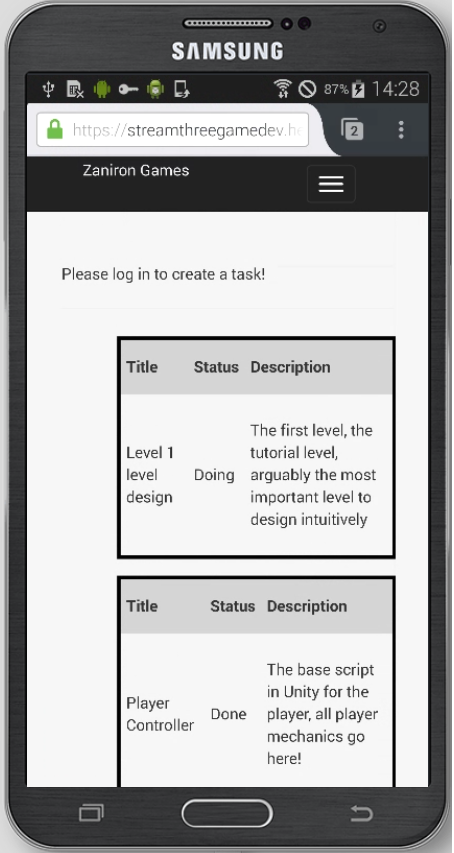 SAMSUNG
87% 14:28
https://streamthreegamedev.he
2
Zaniron Games
Please log in to create a task!
Title Status Description
Level 1
level
design
Doing
The first level, the
tutorial level,
arguably the most
important level to
design intuitively
Title Status Description
Player
Controller
Done
The base script
in Unity for the
player, all player
mechanics go
here!